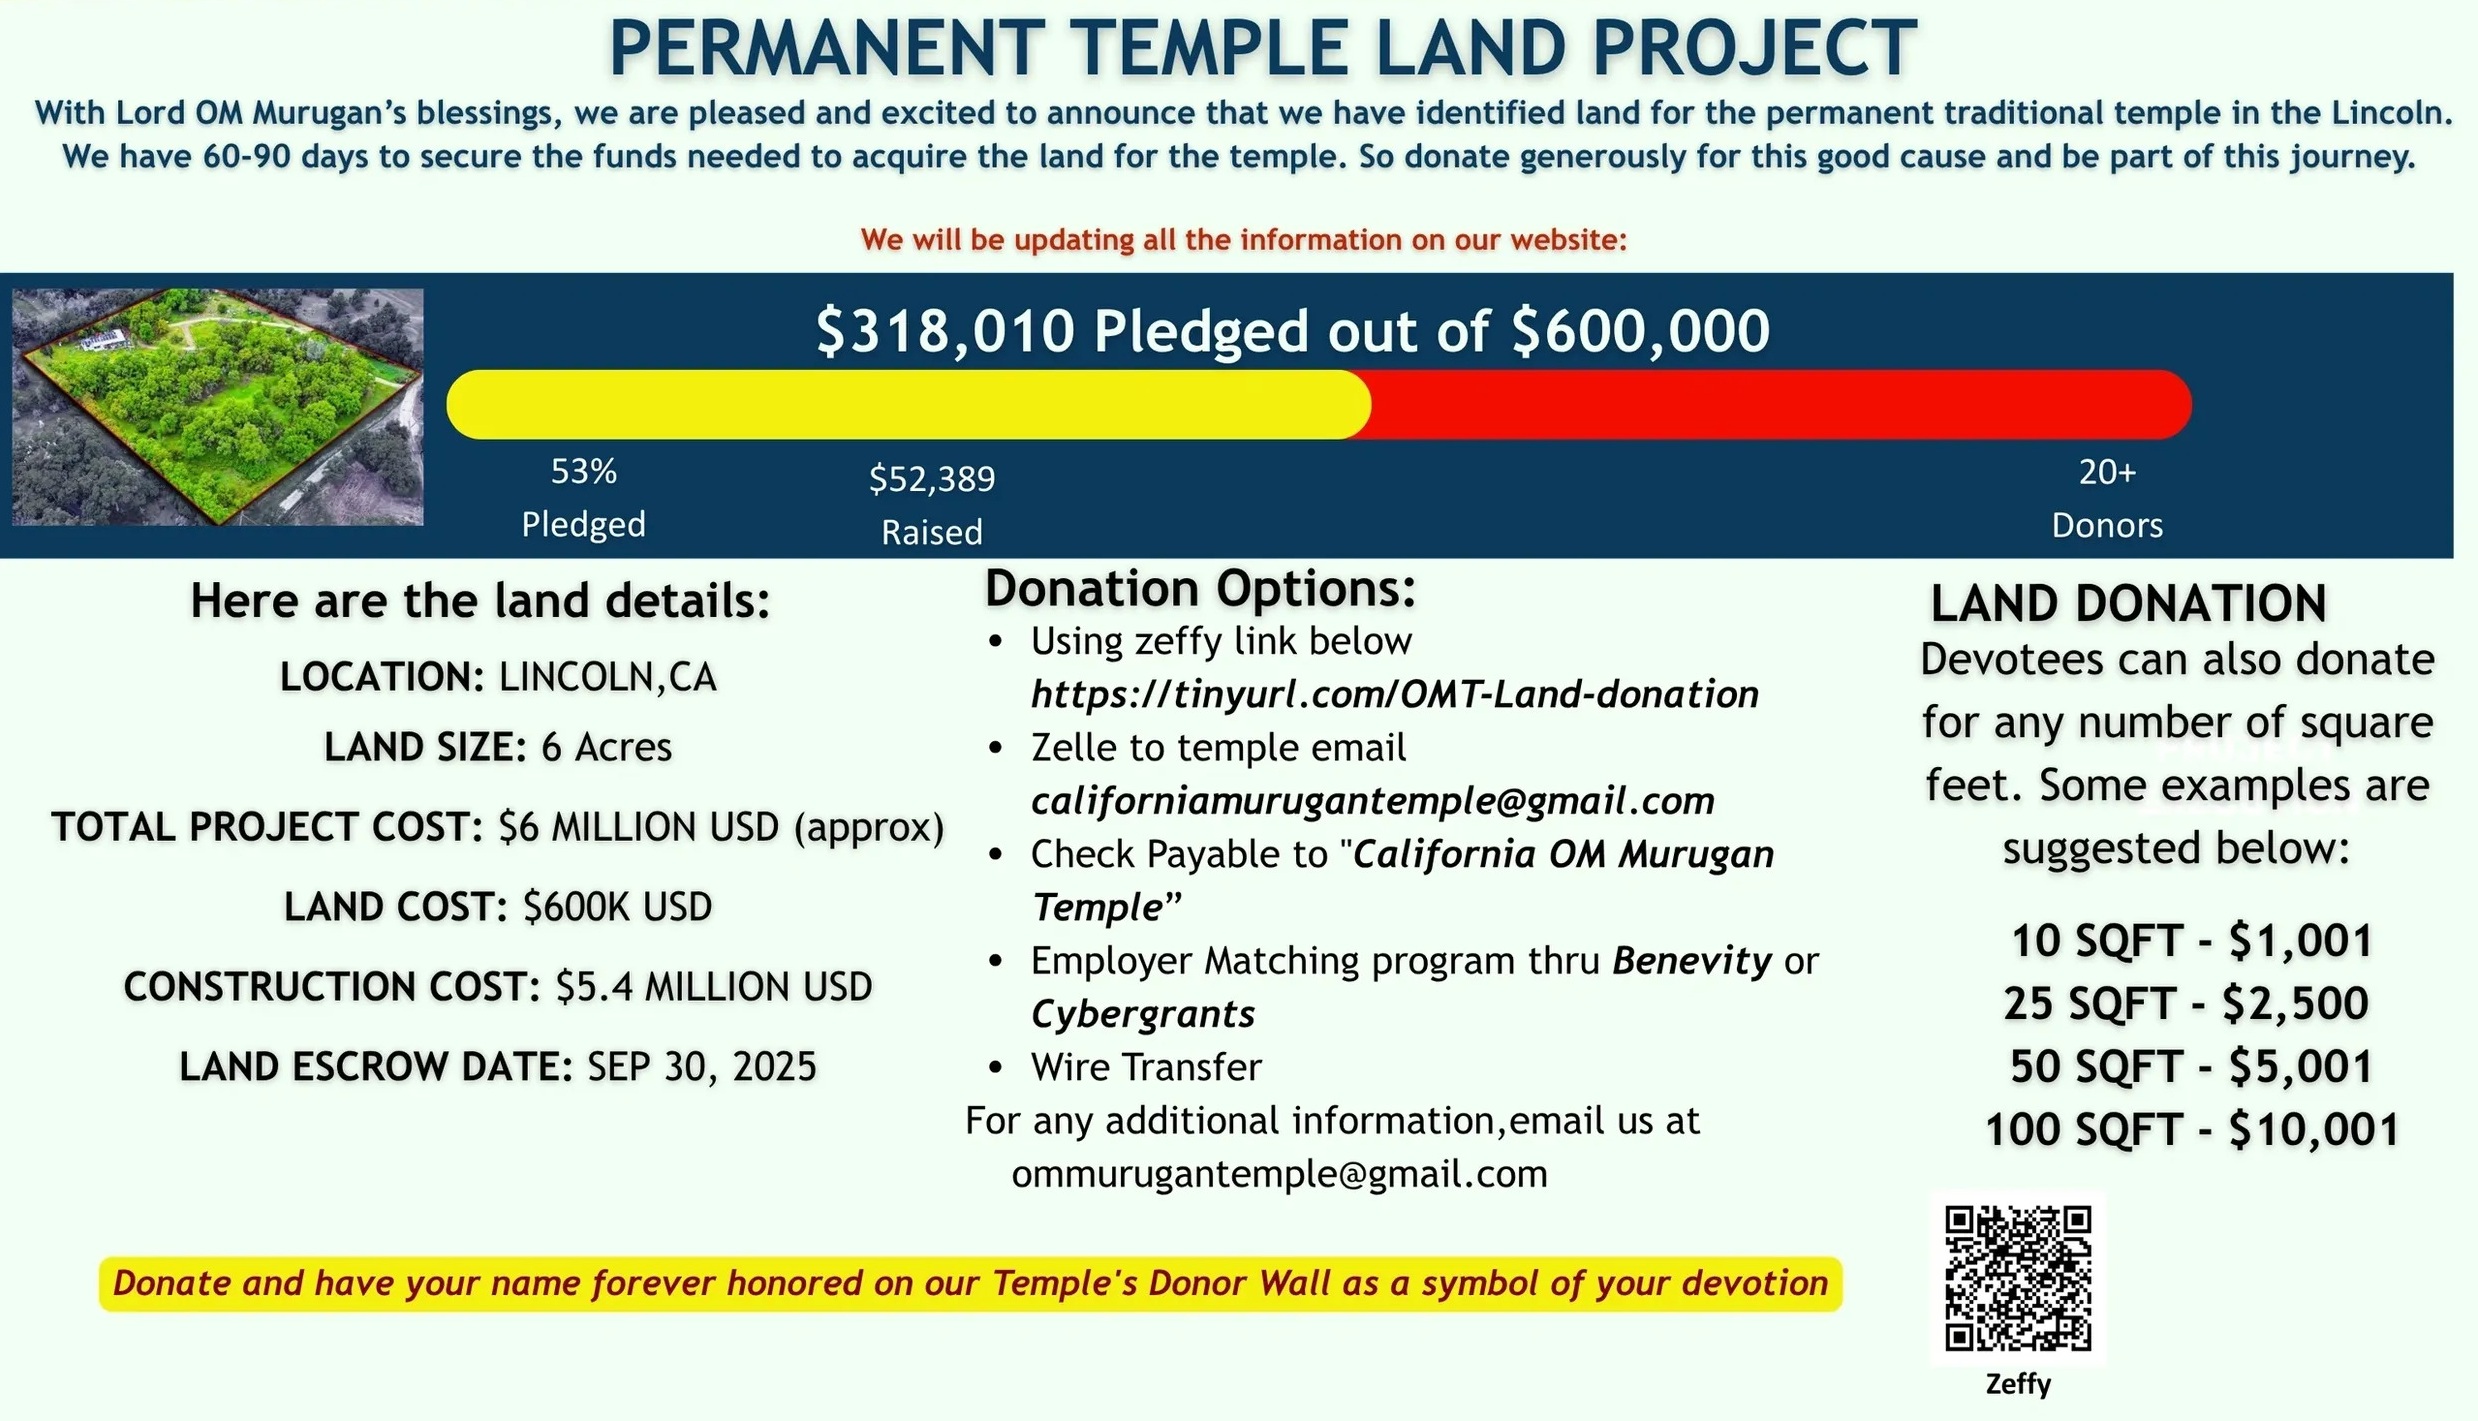 PERMANENT TEMPLE LAND PROJECT
With Lord OM Murugan’s blessings, we are pleased and excited to announce that we have identified land for the permanent traditional temple in the Lincoln.
We have 60-90 days to secure the funds needed to acquire the land for the temple. So donate generously for this good cause and be part of this journey.
We will be updating all the information on our website:
$318,010 Pledged out of $600,000
53%
Pledged
$52,389
Raised
20+
Donors
Here are the land details:
LOCATION: LINCOLN,CA
LAND SIZE: 6 Acres
TOTAL PROJECT COST: $6 MILLION USD (approx)
LAND COST: $600K USD
CONSTRUCTION COST: $5.4 MILLION USD
LAND ESCROW DATE: SEP 30, 2025
Donation Options:
• Using zeffy link below
https://tinyurl.com/OMT-Land-donation
• Zelle to temple email
californiamurugantemple@gmail.com
• Check Payable to "California OM Murugan
Temple”
• Employer Matching program thru Benevity or
Cybergrants
• Wire Transfer
For any additional information,email us at
ommurugantemple@gmail.com
LAND DONATION
Devotees can also donate
for any number of square
feet. Some examples are
suggested below:
10 SQFT - $1,001
25 SQFT - $2,500
50 SQFT - $5,001
100 SQFT - $10,001
Donate and have your name forever honored on our Temple's Donor Wall as a symbol of your devotion
Zeffy